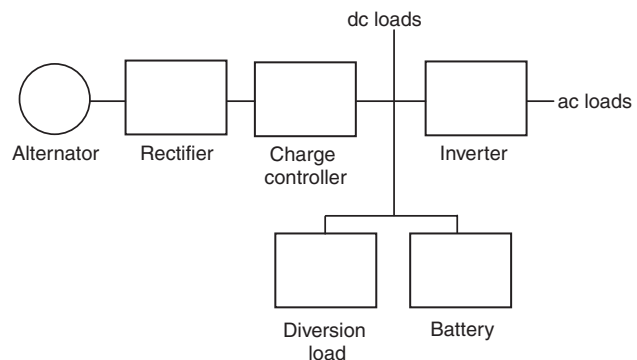 dc loads
ac loads
Alternator
Rectifier
Charge
controller
Inverter
Diversion
load
Battery